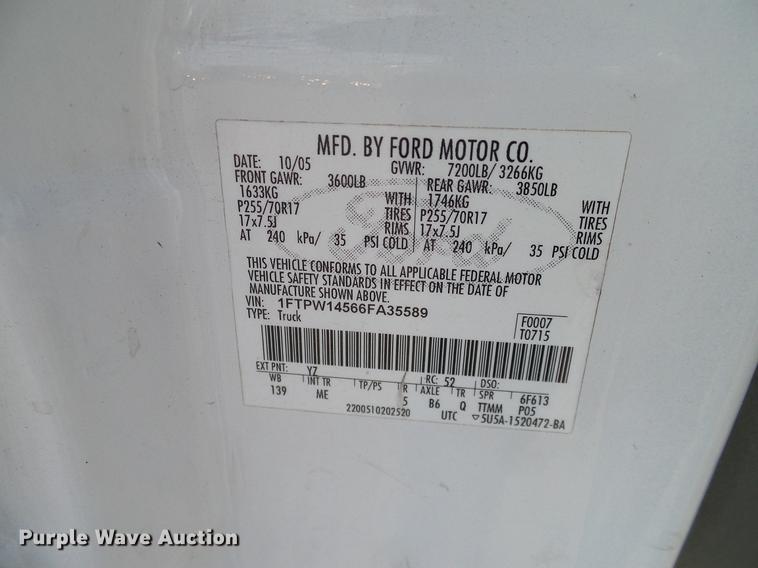 MFD. BY FORD MOTOR CO.
DATE: 10/05 GVWR: 7200LB/ 3266KG
FRONT GAWR: 3600LB REAR GAWR: 3850LB
1633KG WITH 1746KG WITH
P255/70R17 TIRES P255/70R17 TIRES
17x7.5J RIMS 17x7.5J RIMS
AT 240 kPa/ 35 PSI COLD AT 240 kPa/ 35 PSI COLD
Ford
THIS VEHICLE CONFORMS TO ALL APPLICABLE FEDERAL MOTOR
VEHICLE SAFETY STANDARDS IN EFFECT ON THE DATE OF
MANUFACTURE SHOWN ABOVE.
VIN: 1FTPW14566FA35589
TYPE: Truck
F0007
T0715
EXT PNT: Y7 RC: 52 DSO:
WB INT TR TP/PS R AXLE TR SPR 6F613
139 ME 5 B6 Q TTMM P05
2200510202520 UTC ▽5U5A-1520472-BA
Purple Wave Auction